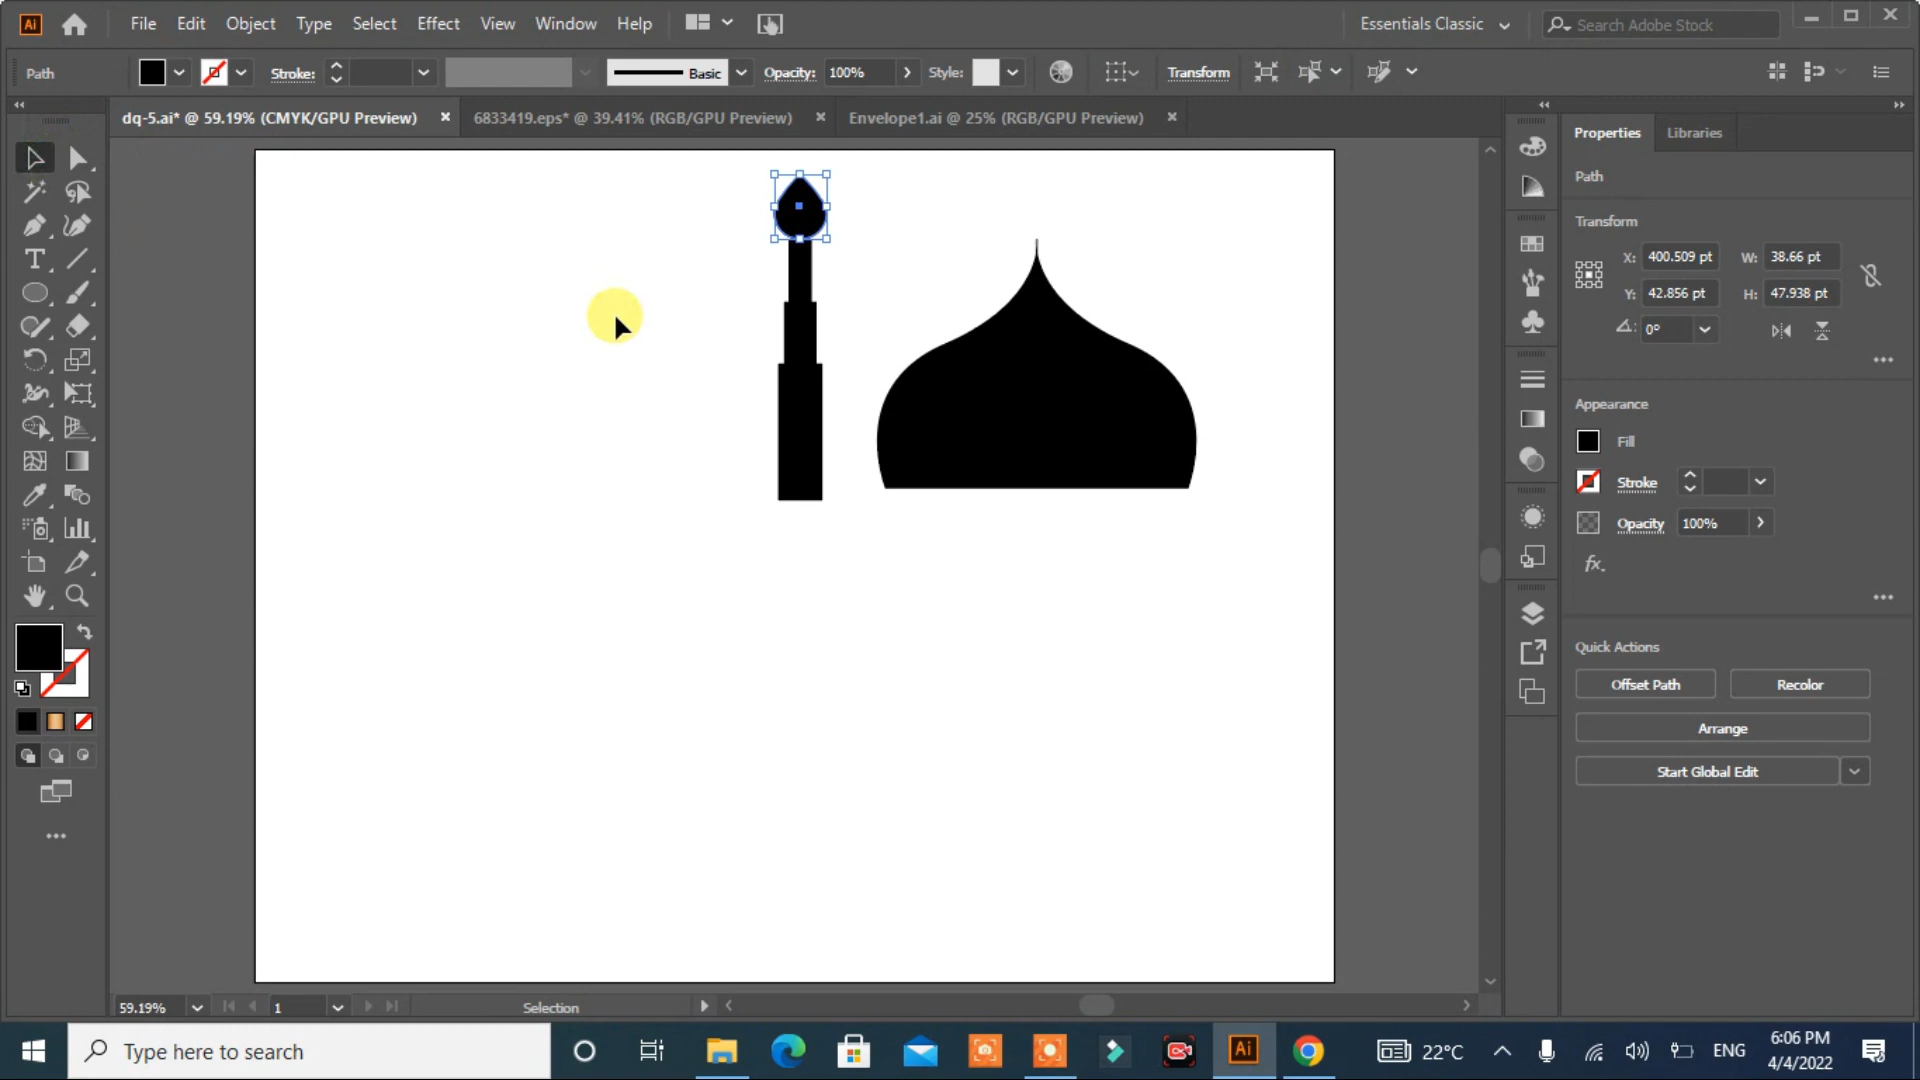 Ai File Edit Object Type Select Effect View Window Help Essentials Classic Search Adobe Stock
Path Stroke: Basic Opacity: 100% Style: Transform
dq-5.ai* @ 59.19% (CMYK/GPU Preview) 6833419.eps* @ 39.41% (RGB/GPU Preview) Envelope1.ai @ 25% (RGB/GPU Preview)
Properties Libraries
Path
Transform
X: 400.509 pt W: 38.66 pt
Y: 42.856 pt H: 47.938 pt
0°
Appearance
Fill
Stroke
Opacity 100%
fx.
Quick Actions
Offset Path Recolor
Arrange
Start Global Edit
59.19% 1 Selection
Type here to search Ai 22°C ENG 6:06 PM
4/4/2022